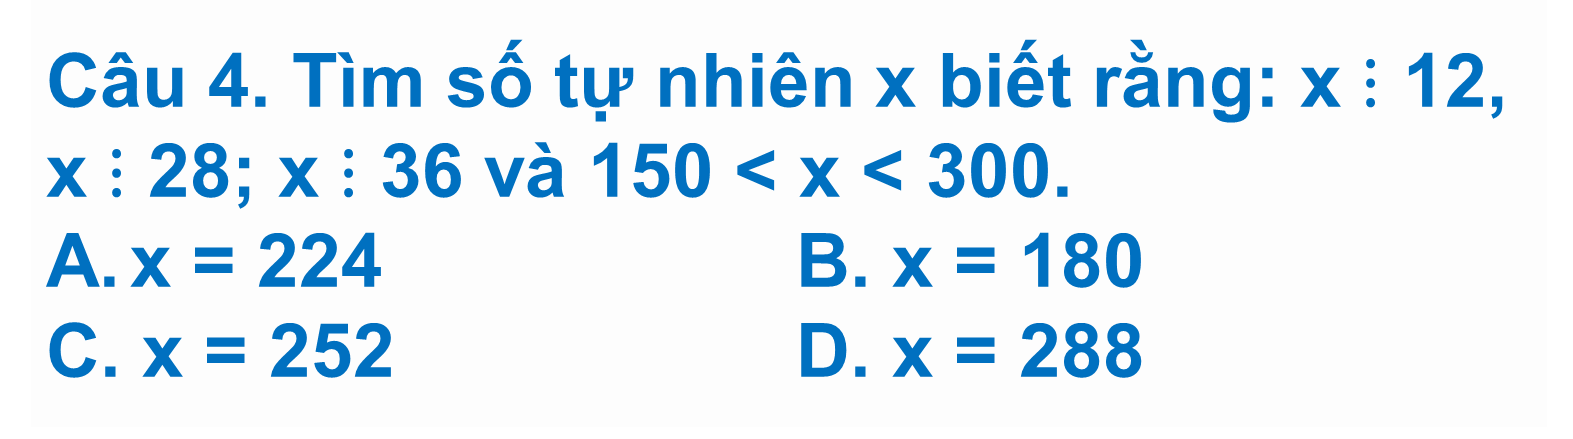 Câu 4. Tìm số tự nhiên x biết rằng: x ⋮ 12,
x ⋮ 28; x ⋮ 36 và 150 < x < 300.
A. x = 224 B. x = 180
C. x = 252 D. x = 288